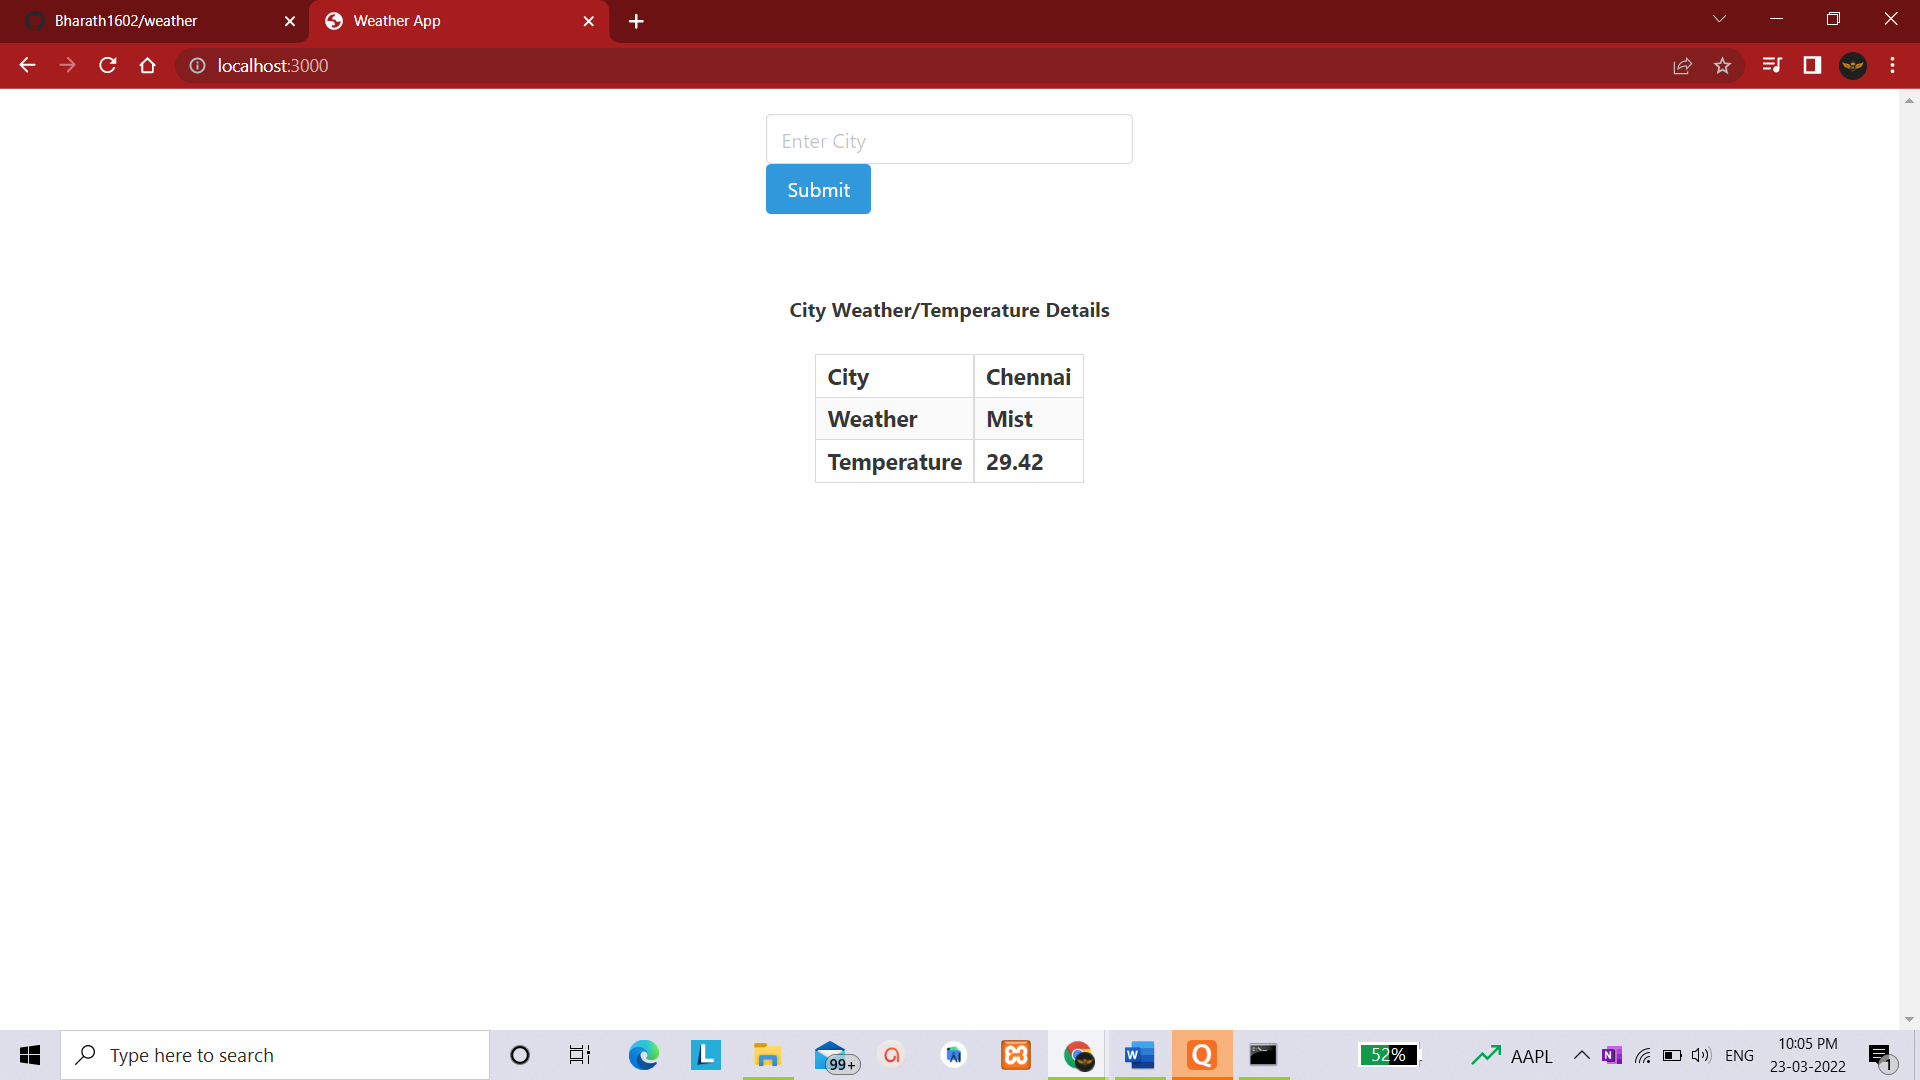 Bharath1602/weather
Weather App
localhost:3000
Enter City
Submit
City Weather/Temperature Details
City Chennai
Weather Mist
Temperature 29.42
Type here to search
L
99+
W
Q
52%
AAPL
N
ENG
10:05 PM
23-03-2022
1